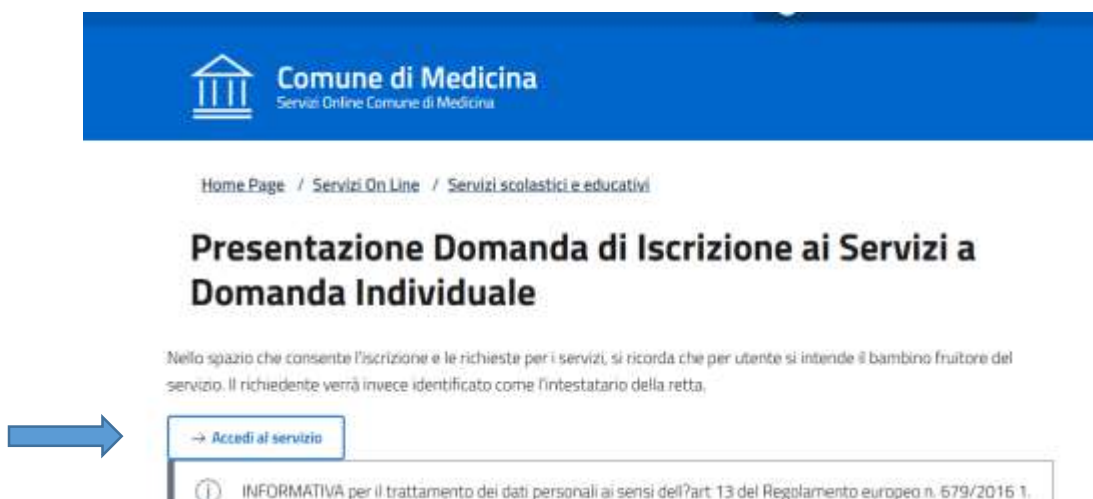 Comune di Medicina
Servizi Online Comune di Medicina
Home Page / Servizi On Line / Servizi scolastici e educativi
Presentazione Domanda di Iscrizione ai Servizi a
Domanda Individuale
Nello spazio che consente l'iscrizione e le richieste per i servizi, si ricorda che per utente si intende il bambino fruitore del
servizio. Il richiedente verrà invece identificato come l'intestatario della retta.
→ Accedi al servizio
INFORMATIVA per il trattamento dei dati personali ai sensi dell?art 13 del Regolamento europeo n. 679/2016 1.